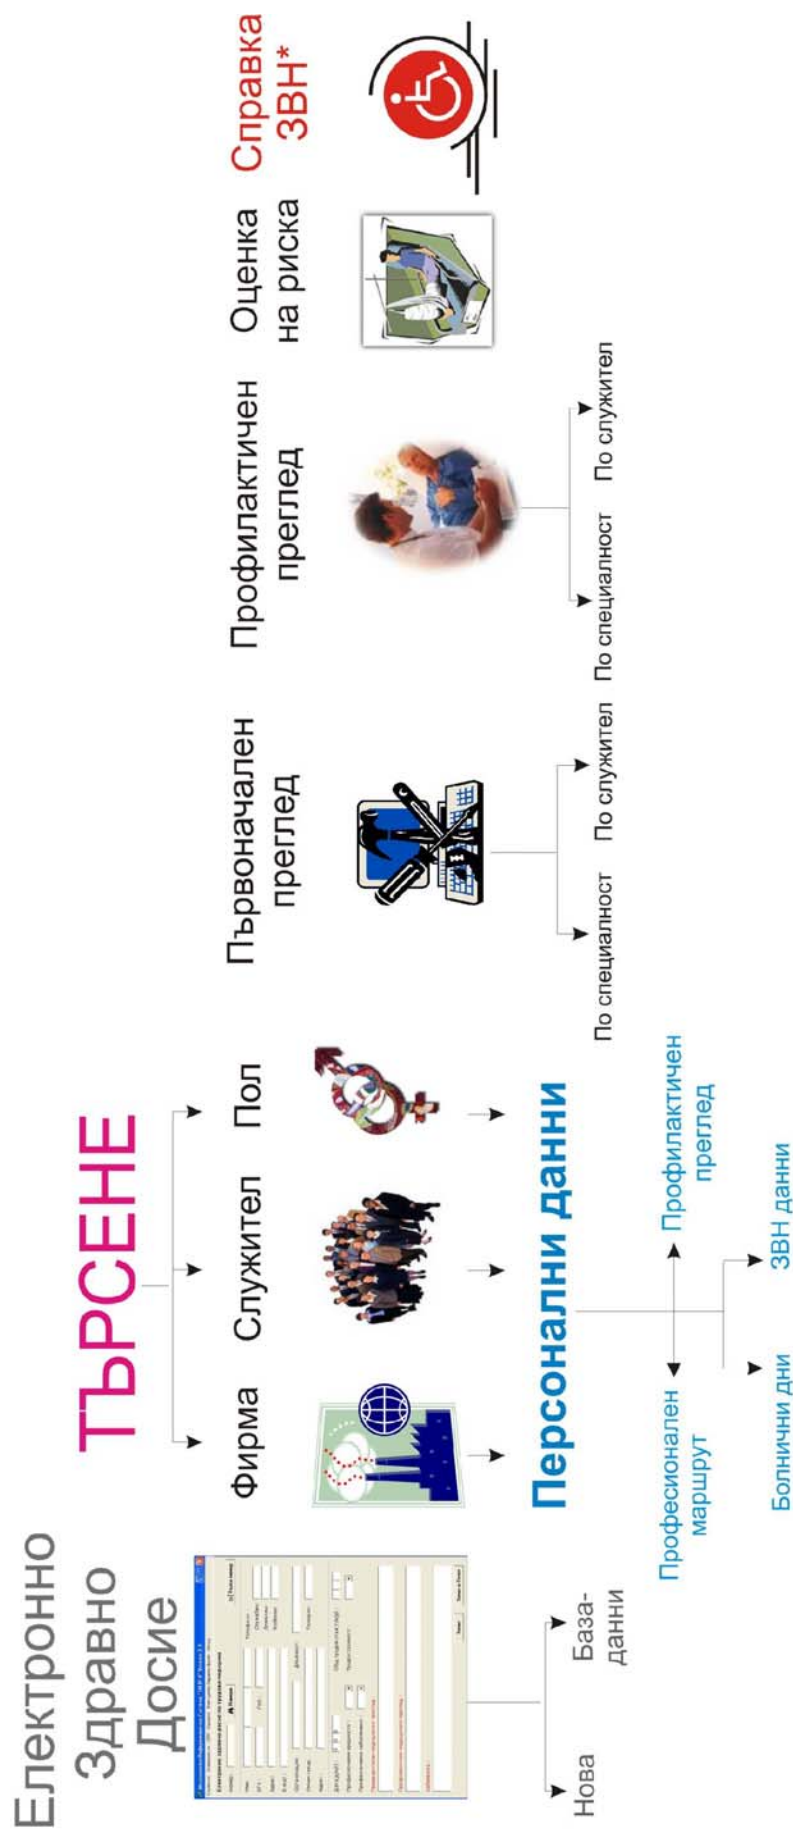 Електронно
Здравно
Досие
Нова
База-
данни
ТЪРСЕНЕ
Фирма
Служител
Пол
Персонални данни
Професионален
маршрут
Профилактичен
преглед
Болнични дни
ЗВН данни
Първоначален
преглед
По специалност
По служител
Профилактичен
преглед
По специалност
По служител
Оценка
на риска
Справка
ЗВН*